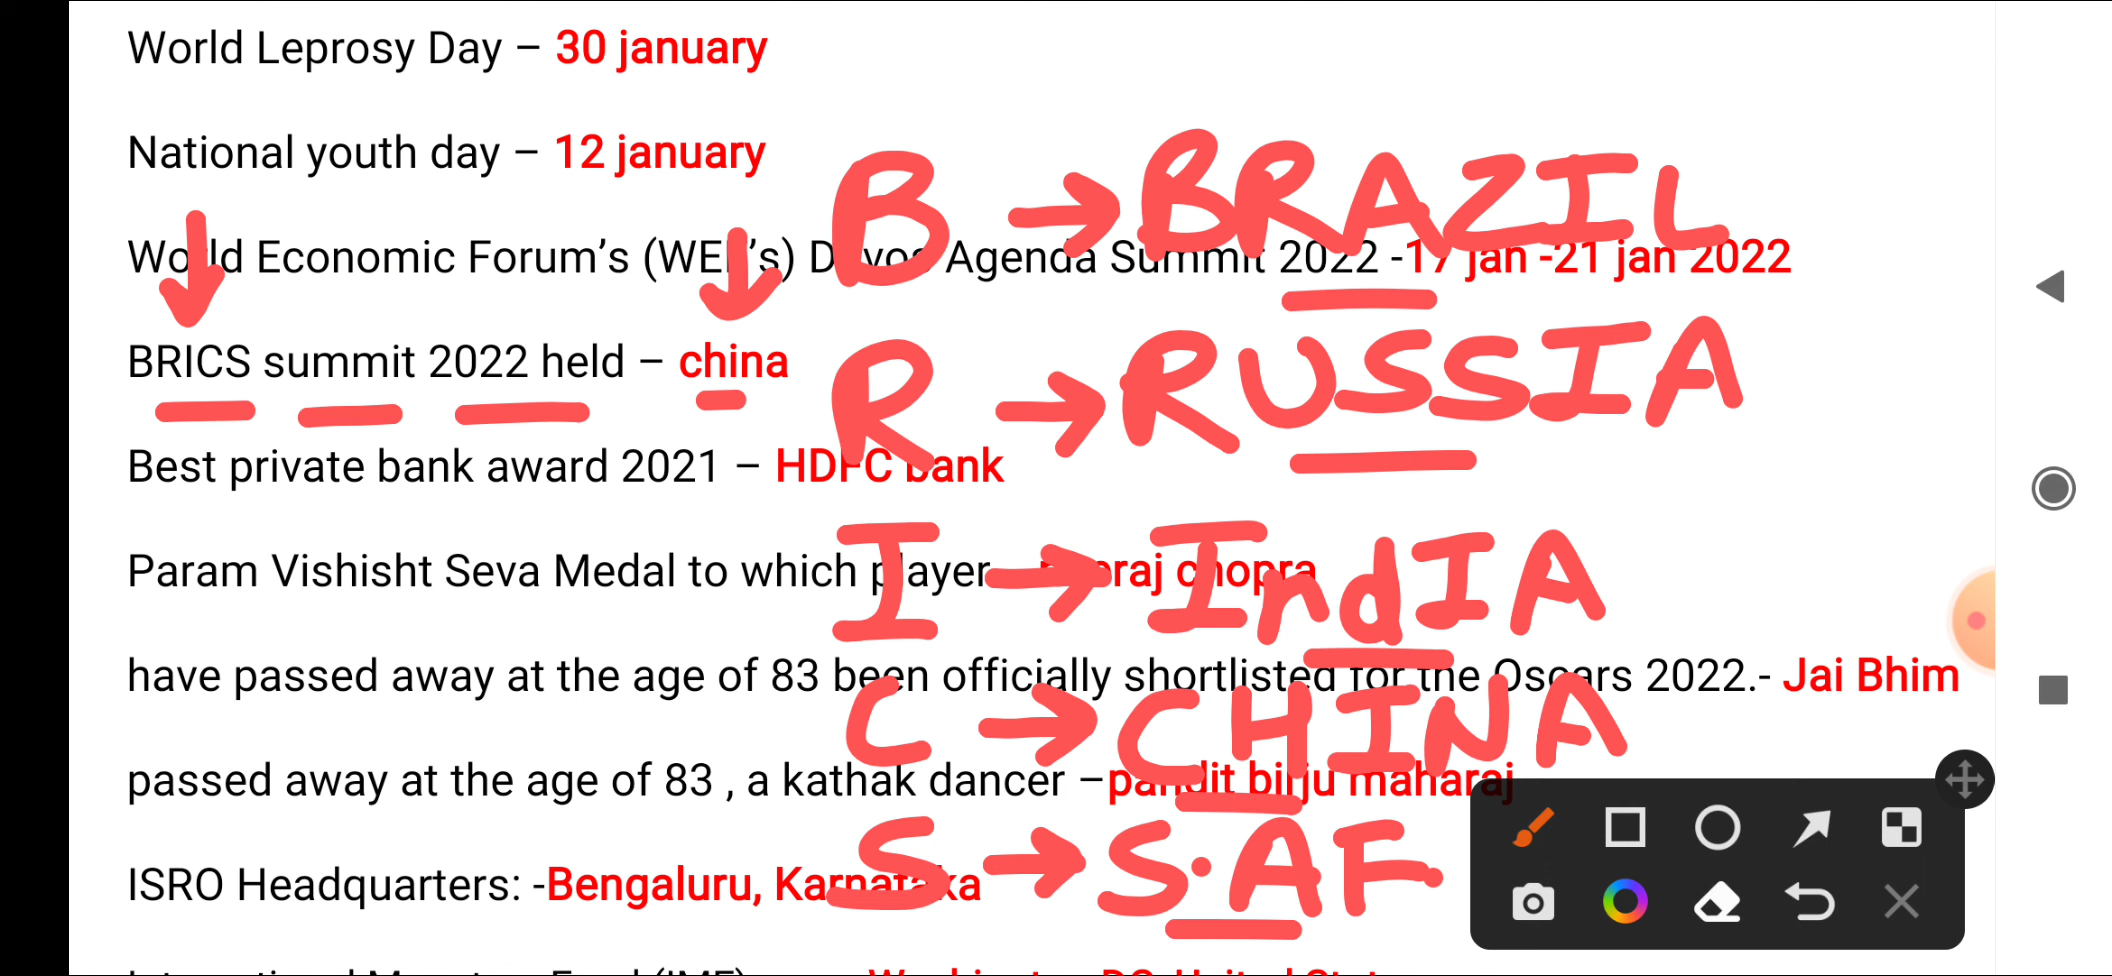 World Leprosy Day – 30 january
National youth day – 12 january
B → BRAZIL
World Economic Forum's (WEF's) Davos Agenda Summit 2022 -17 jan -21 jan 2022
BRICS summit 2022 held – china
R → RUSSIA
Best private bank award 2021 – HDFC bank
I → IndIA
Param Vishisht Seva Medal to which player chopra
have passed away at the age of 83 been officially shortlisted for the Oscars 2022.- Jai Bhim
C → CHINA
passed away at the age of 83 , a kathak dancer –pandit birju maharaj
S → S.AF.
ISRO Headquarters: -Bengaluru, Karnataka